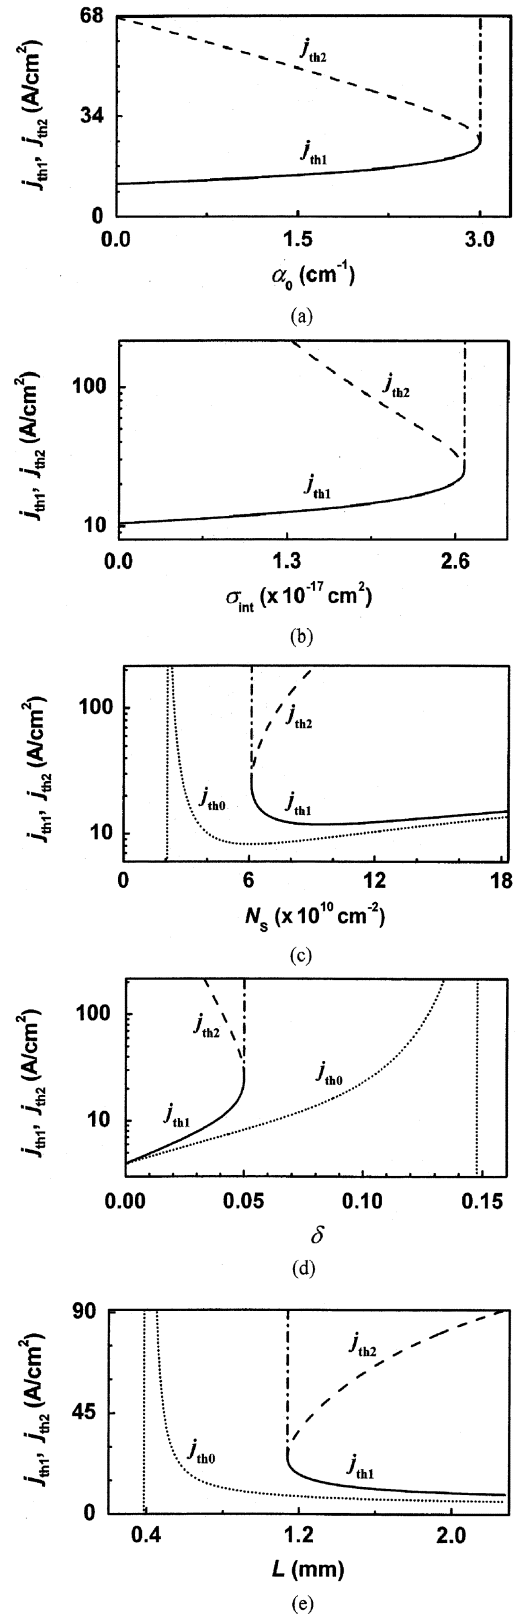 68
34
0
j_th1, j_th2 (A/cm²)
j_th2
j_th1
0.0 1.5 3.0
α₀ (cm⁻¹)
(a)
100
10
j_th1, j_th2 (A/cm²)
j_th2
j_th1
0.0 1.3 2.6
σ_int (x 10⁻¹⁷ cm²)
(b)
100
10
j_th1, j_th2 (A/cm²)
j_th2
j_th0
j_th1
0 6 12 18
N_S (x 10¹⁰ cm⁻²)
(c)
100
10
j_th1, j_th2 (A/cm²)
j_th2
j_th0
j_th1
0.00 0.05 0.10 0.15
δ
(d)
90
45
0
j_th1, j_th2 (A/cm²)
j_th2
j_th0
j_th1
0.4 1.2 2.0
L (mm)
(e)